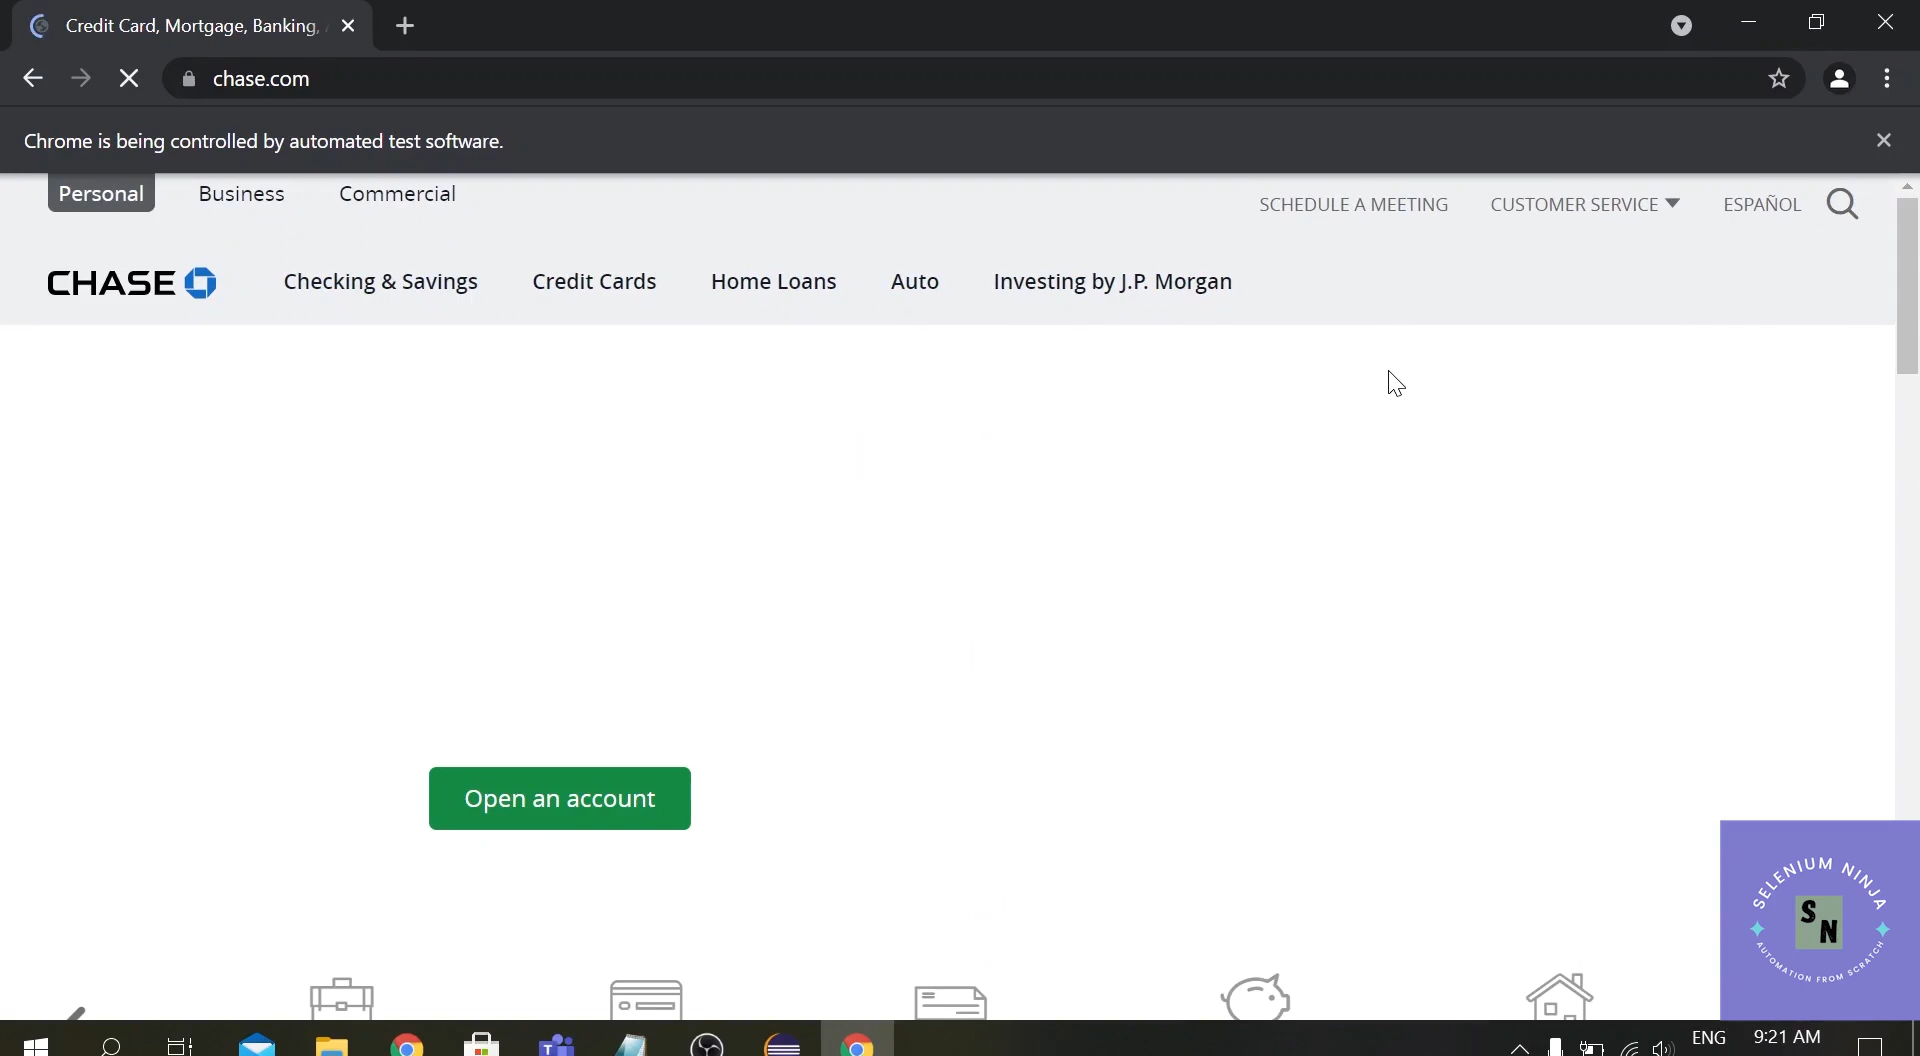 Credit Card, Mortgage, Banking,
chase.com
Chrome is being controlled by automated test software.
Personal Business Commercial
SCHEDULE A MEETING CUSTOMER SERVICE ESPAÑOL
CHASE Checking & Savings Credit Cards Home Loans Auto Investing by J.P. Morgan
Open an account
SELENIUM NINJA
S
N
AUTOMATION FROM SCRATCH
ENG 9:21 AM